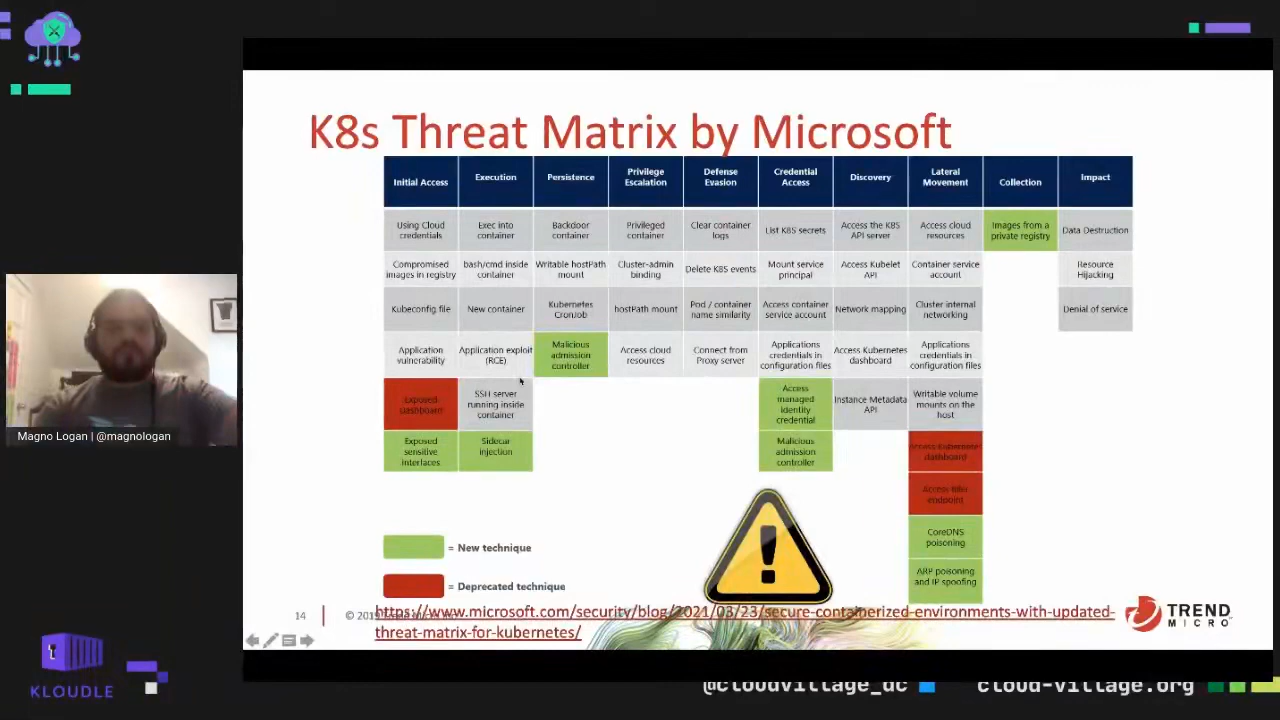 K8s Threat Matrix by Microsoft
Initial Access
Execution
Persistence
Privilege
Escalation
Defense
Evasion
Credential
Access
Discovery
Lateral
Movement
Collection
Impact
Using Cloud
credentials
Exec into
container
Backdoor
container
Privileged
container
Clear container
logs
List K8S secrets
Access the K8S
API server
Access cloud
resources
Images from a
private registry
Data Destruction
Compromised
images in registry
bash/cmd inside
container
Writable hostPath
mount
Cluster-admin
binding
Delete K8S events
Mount service
principal
Access Kubelet
API
Container service
account
Resource
Hijacking
Kubeconfig file
New container
Kubernetes
CronJob
hostPath mount
Pod / container
name similarity
Access container
service account
Network mapping
Cluster internal
networking
Denial of service
Application
vulnerability
Application exploit
(RCE)
Malicious
admission
controller
Access cloud
resources
Connect from
Proxy server
Applications
credentials in
configuration files
Access Kubernetes
dashboard
Applications
credentials in
configuration files
Exposed
Dashboard
SSH server
running inside
container
Access
managed
identity
credential
Instance Metadata
API
Writable volume
mounts on the
host
Exposed
sensitive
interfaces
Sidecar
injection
Malicious
admission
controller
Access Kubernetes
dashboard
Access tiller
endpoint
CoreDNS
poisoning
ARP poisoning
and IP spoofing
= New technique
= Deprecated technique
14
https://www.microsoft.com/security/blog/2021/03/23/secure-containerized-environments-with-updated-
threat-matrix-for-kubernetes/
TREND
MICRO
Magno Logan | @magnologan
KLOUDLE
@cloudvillage_dc
cloud-village.org